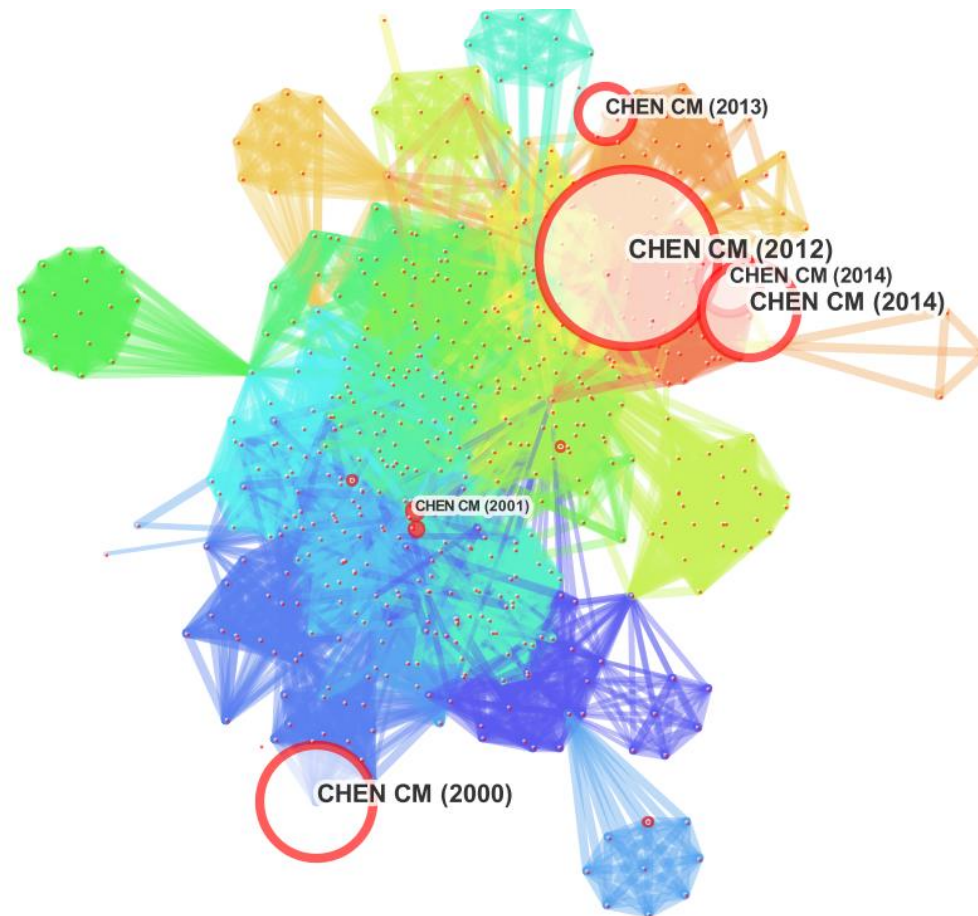 CHEN CM (2013)
CHEN CM (2012)
CHEN CM (2014)
CHEN CM (2014)
CHEN CM (2001)
CHEN CM (2000)